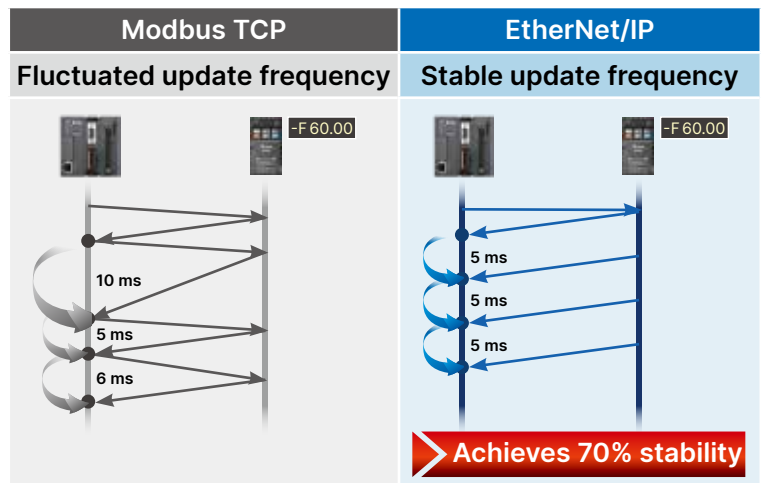 Modbus TCP
Fluctuated update frequency
-F 60.00
10 ms
5 ms
6 ms
EtherNet/IP
Stable update frequency
-F 60.00
5 ms
5 ms
5 ms
Achieves 70% stability